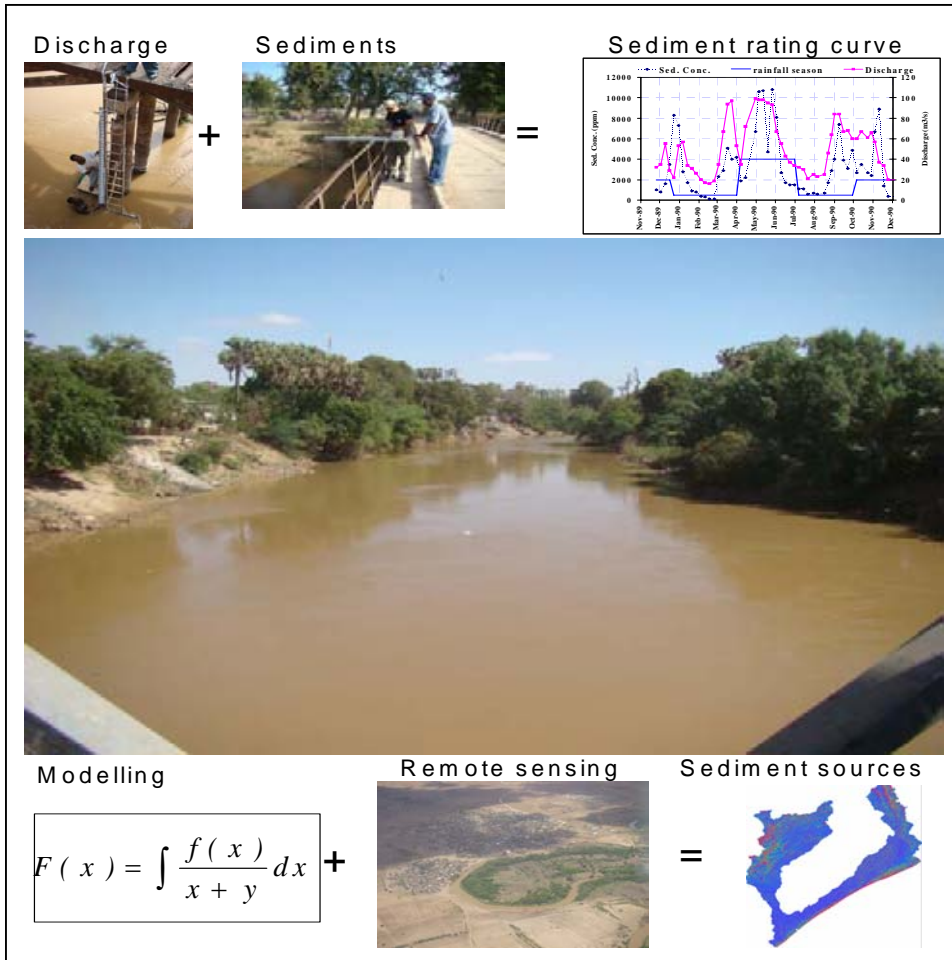 Discharge
Sediments
Sediment rating curve
+
=
Sed. Conc.
rainfall season
Discharge
12000
10000
8000
6000
4000
2000
0
Sed. Conc. (ppm)
120
100
80
60
40
20
0
Discharge(m3/s)
Nov-89
Dec-89
Jan-90
Feb-90
Mar-90
Apr-90
May-90
Jun-90
Jul-90
Aug-90
Sep-90
Oct-90
Nov-90
Dec-90
Modelling
Remote sensing
Sediment sources
F ( x ) = ∫ f ( x ) / x + y dx
+
=